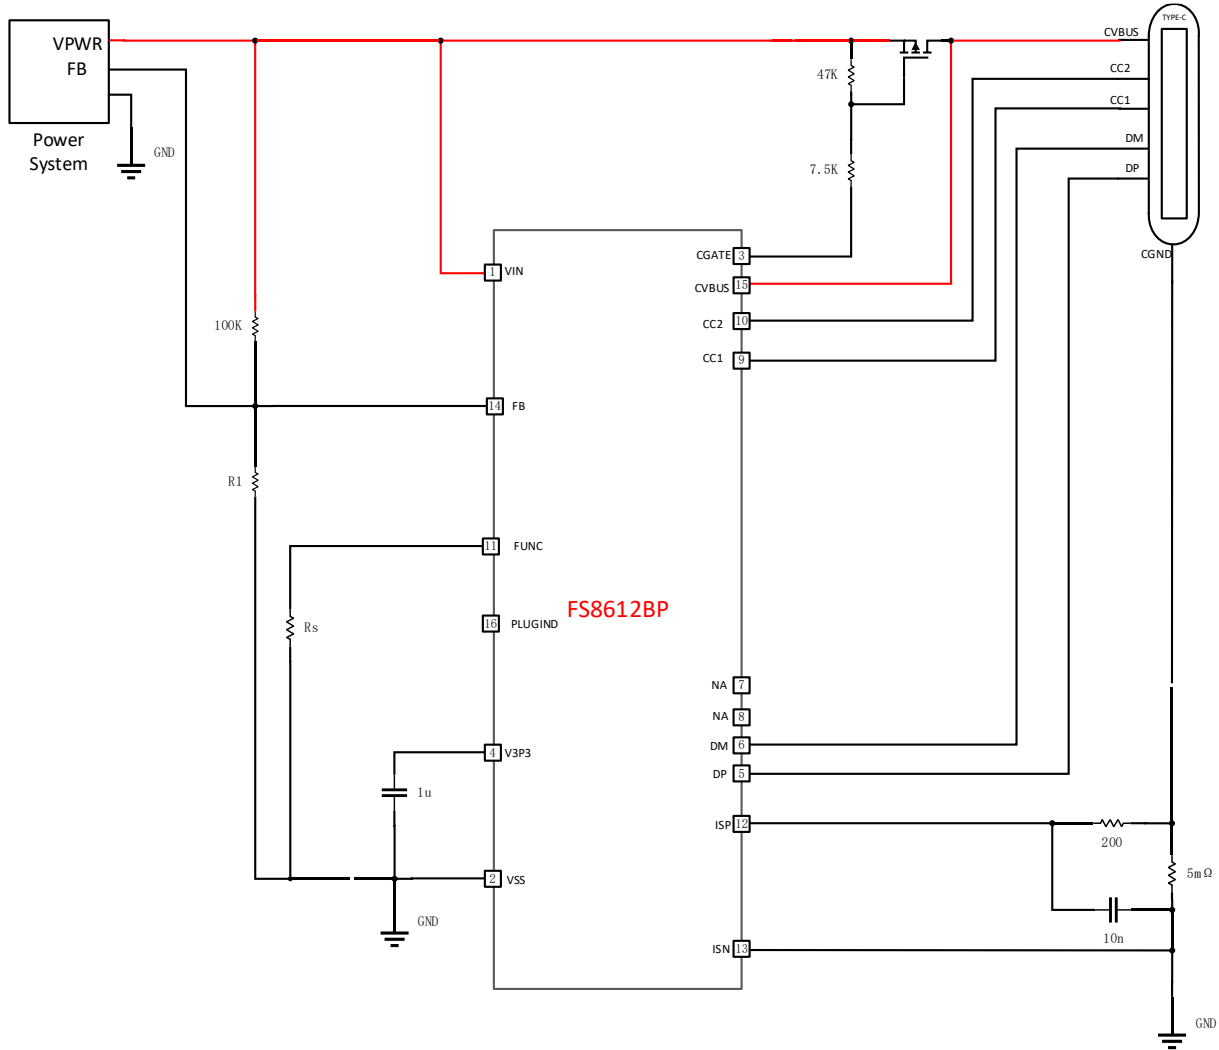 TYPE-C
CVBUS
VPWR
FB
CC2
47K
CC1
Power
System
GND
DM
7.5K
DP
CGATE
3
CGND
1
VIN
CVBUS
15
CC2
10
100K
CC1
9
14
FB
R1
11
FUNC
FS8612BP
Rs
16
PLUGIND
NA
7
NA
8
DM
6
4
V3P3
DP
5
1u
ISP
12
200
5mΩ
2
VSS
GND
10n
ISN
13
GND